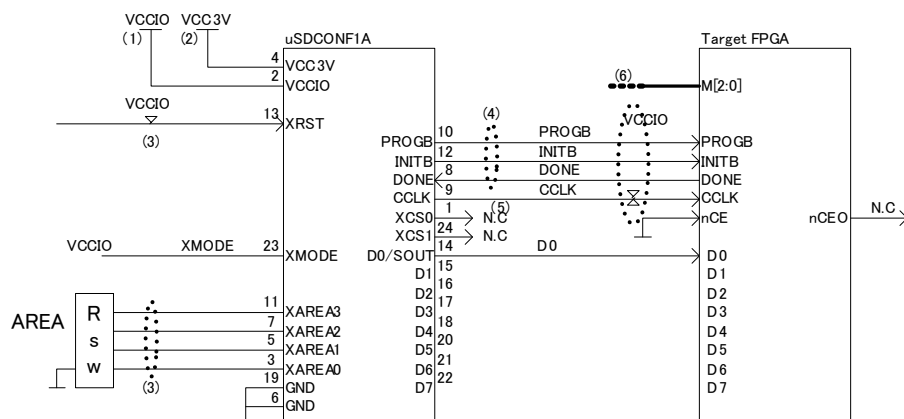 VCCIO VCC3V
(1) (2)
uSDCONF1A Target FPGA
4 VCC3V
2 VCCIO
(6) M[2:0]
VCCIO
13 XRST
(3)
(4) VCCIO
PROGB 10 PROGB PROGB
INITB 12 INITB INITB
DONE 8 DONE DONE
CCLK 9 CCLK CCLK
XCS0 1 N.C (5) nCE nCEO N.C
XCS1 24 N.C
VCCIO XMODE 23 XMODE D0/SOUT 14 D0 D0
D1 15 D1
D2 16 D2
AREA Rsw 11 XAREA3 D3 17 D3
7 XAREA2 D4 18 D4
5 XAREA1 D5 20 D5
3 XAREA0 D6 21 D6
(3) 19 GND D7 22 D7
6 GND